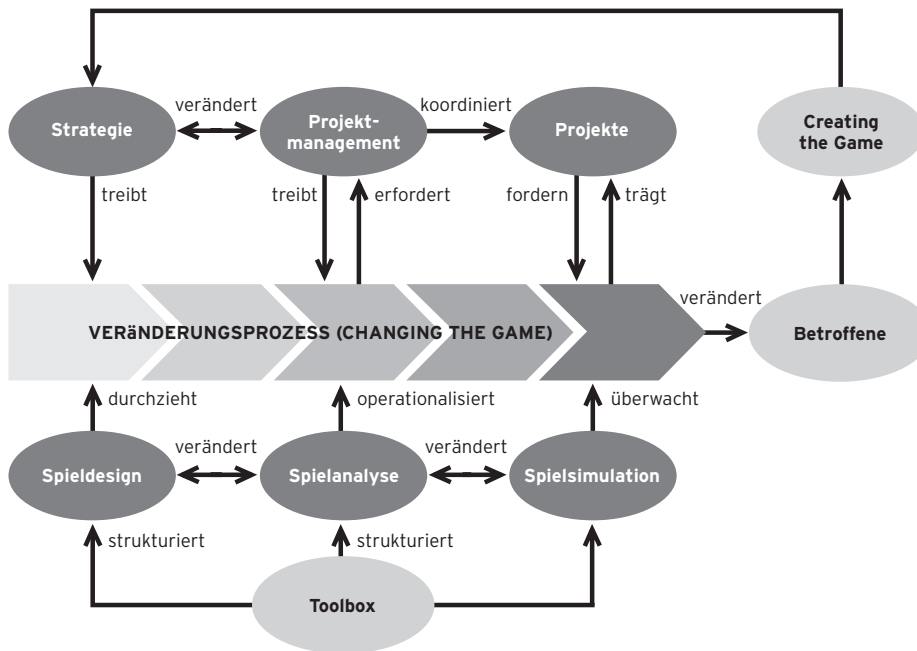 verändert
koordiniert
Strategie
Projekt-
management
Projekte
Creating
the Game
treibt
treibt
erfordert
fordern
trägt
verändert
VERäNDERUNGSPROZESS (CHANGING THE GAME)
Betroffene
durchzieht
operationalisiert
überwacht
verändert
verändert
Spieldesign
Spielanalyse
Spielsimulation
strukturiert
strukturiert
Toolbox